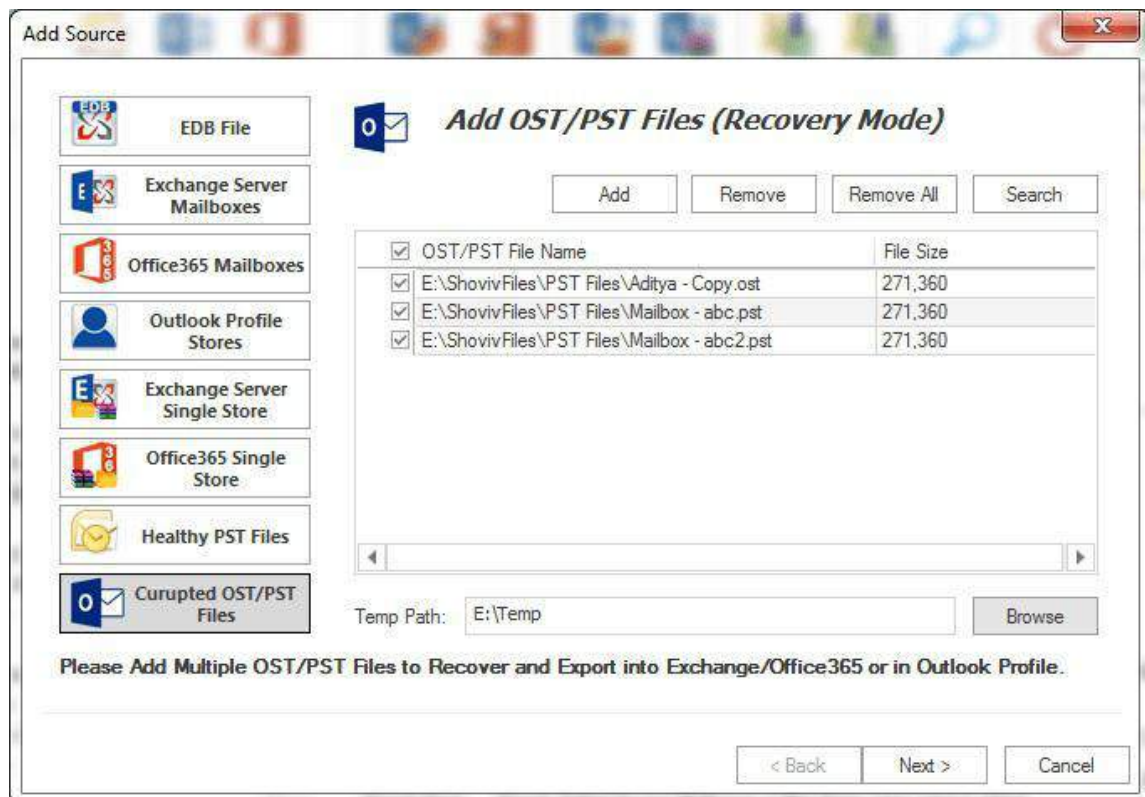 Add Source
X
EDB
EDB File
E
Exchange Server
Mailboxes
365
Office365 Mailboxes
Outlook Profile
Stores
E
Exchange Server
Single Store
36
Office365 Single
Store
Healthy PST Files
O
Curupted OST/PST
Files
O
Add OST/PST Files (Recovery Mode)
Add Remove Remove All Search
OST/PST File Name File Size
E:\ShovivFiles\PST Files\Aditya - Copy.ost 271,360
E:\ShovivFiles\PST Files\Mailbox - abc.pst 271,360
E:\ShovivFiles\PST Files\Mailbox - abc2.pst 271,360
Temp Path: E:\Temp Browse
Please Add Multiple OST/PST Files to Recover and Export into Exchange/Office365 or in Outlook Profile.
< Back Next > Cancel